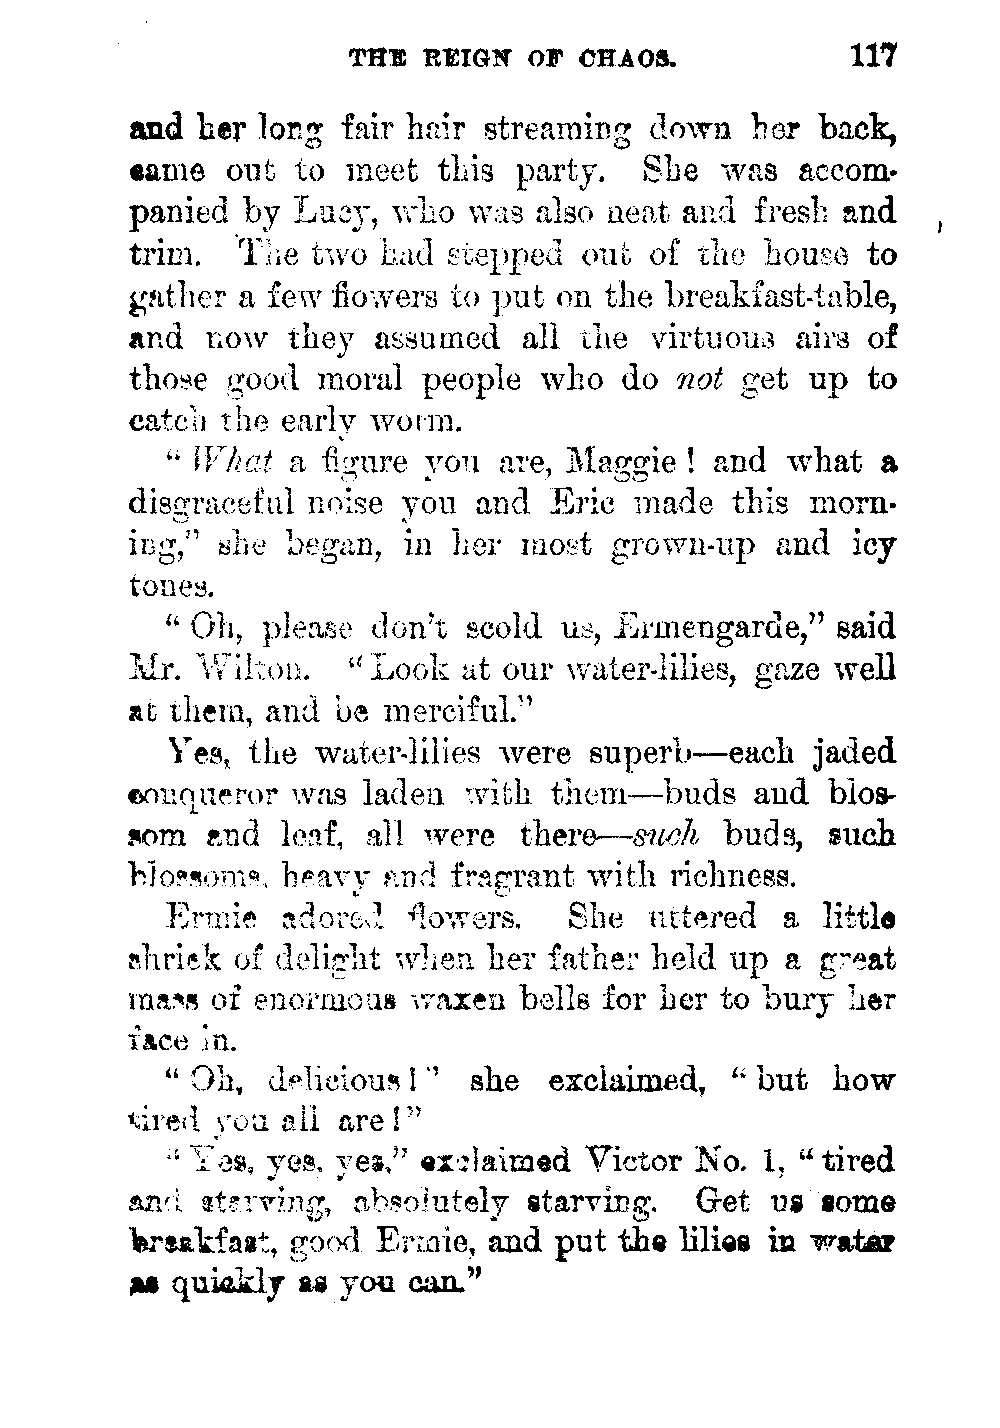 THE REIGN OF CHAOS. 117
and her long fair hair streaming down her back,
came out to meet this party. She was accom-
panied by Lucy, who was also neat and fresh and
trim. The two had stepped out of the house to
gather a few flowers to put on the breakfast-table,
and now they assumed all the virtuous airs of
those good moral people who do not get up to
catch the early worm.
“ What a figure you are, Maggie ! and what a
disgraceful noise you and Eric made this morn-
ing,” she began, in her most grown-up and icy
tones.
“ Oh, please don't scold us, Ermengarde,” said
Mr. Wilton. “ Look at our water-lilies, gaze well
at them, and be merciful.”
Yes, the water-lilies were superb—each jaded
conqueror was laden with them—buds and blos-
som and leaf, all were there—such buds, such
blossoms, heavy and fragrant with richness.
Ermie adored flowers. She uttered a little
shriek of delight when her father held up a great
mass of enormous waxen bells for her to bury her
face in.
“ Oh, delicious ! ” she exclaimed, “ but how
tired you all are ! ”
“ Yes, yes, yes,” exclaimed Victor No. 1, “ tired
and starving, absolutely starving. Get us some
breakfast, good Ermie, and put the lilies in water
as quickly as you can.”